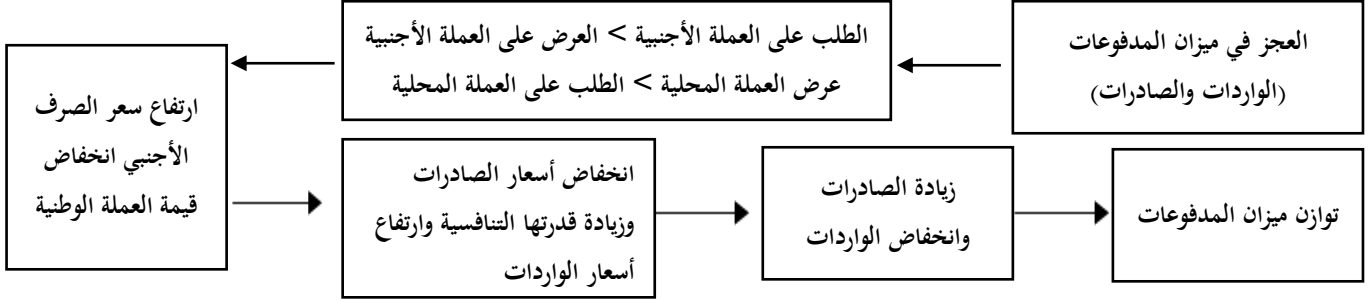 العجز في ميزان المدفوعات
(الواردات والصادرات)
الطلب على العملة الأجنبية > العرض على العملة الأجنبية
عرض العملة المحلية > الطلب على العملة المحلية
ارتفاع سعر الصرف
الأجنبي انخفاض
قيمة العملة الوطنية
انخفاض أسعار الصادرات
وزيادة قدرتها التنافسية وارتفاع
أسعار الواردات
زيادة الصادرات
وانخفاض الواردات
توازن ميزان المدفوعات